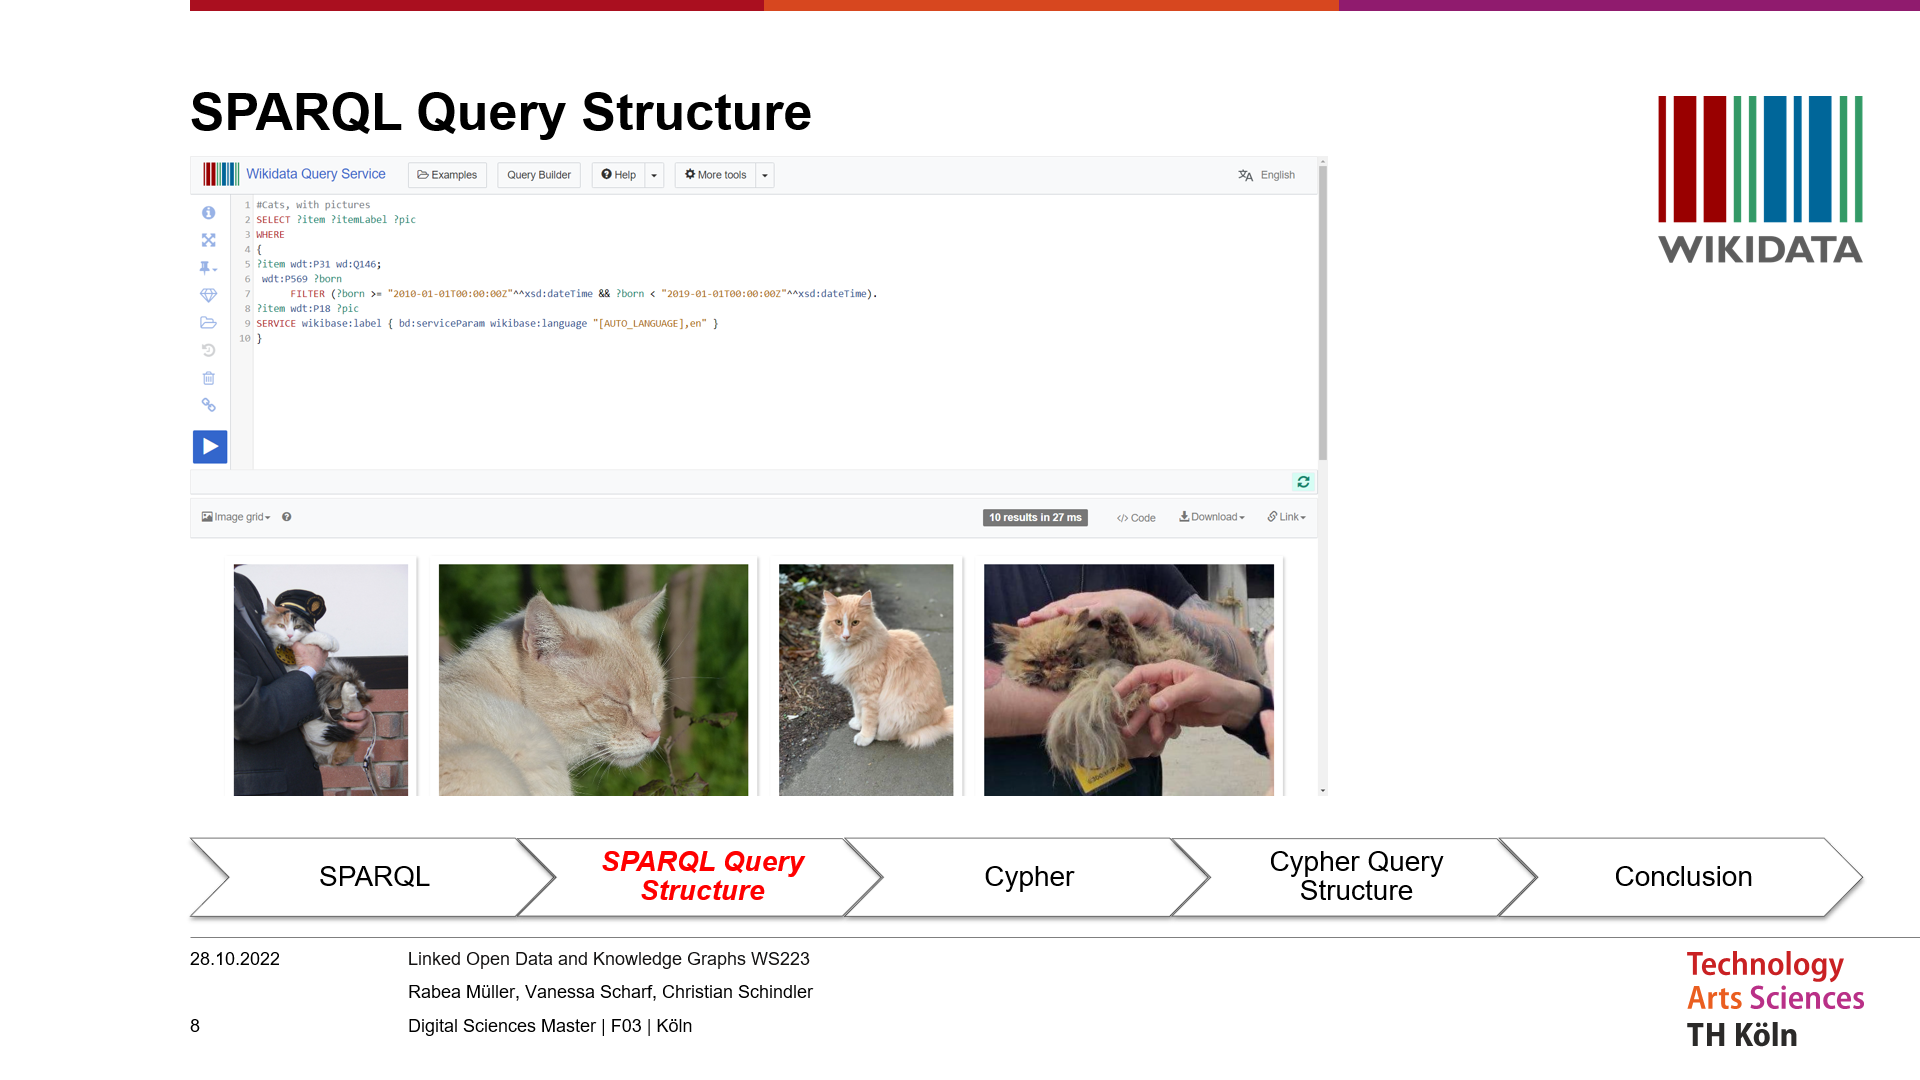 SPARQL Query Structure
WIKIDATA
Wikidata Query Service
Examples
Query Builder
Help
More tools
English
1 #Cats, with pictures
2 SELECT ?item ?itemLabel ?pic
3 WHERE
4 {
5 ?item wdt:P31 wd:Q146;
6 wdt:P569 ?born
7 FILTER (?born >= "2010-01-01T00:00:00Z"^^xsd:dateTime && ?born < "2019-01-01T00:00:00Z"^^xsd:dateTime).
8 ?item wdt:P18 ?pic
9 SERVICE wikibase:label { bd:serviceParam wikibase:language "[AUTO_LANGUAGE],en" }
10 }
Image grid
10 results in 27 ms
</> Code
Download
Link
SPARQL
SPARQL Query
Structure
Cypher
Cypher Query
Structure
Conclusion
28.10.2022
Linked Open Data and Knowledge Graphs WS223
Rabea Müller, Vanessa Scharf, Christian Schindler
8
Digital Sciences Master | F03 | Köln
Technology
Arts Sciences
TH Köln